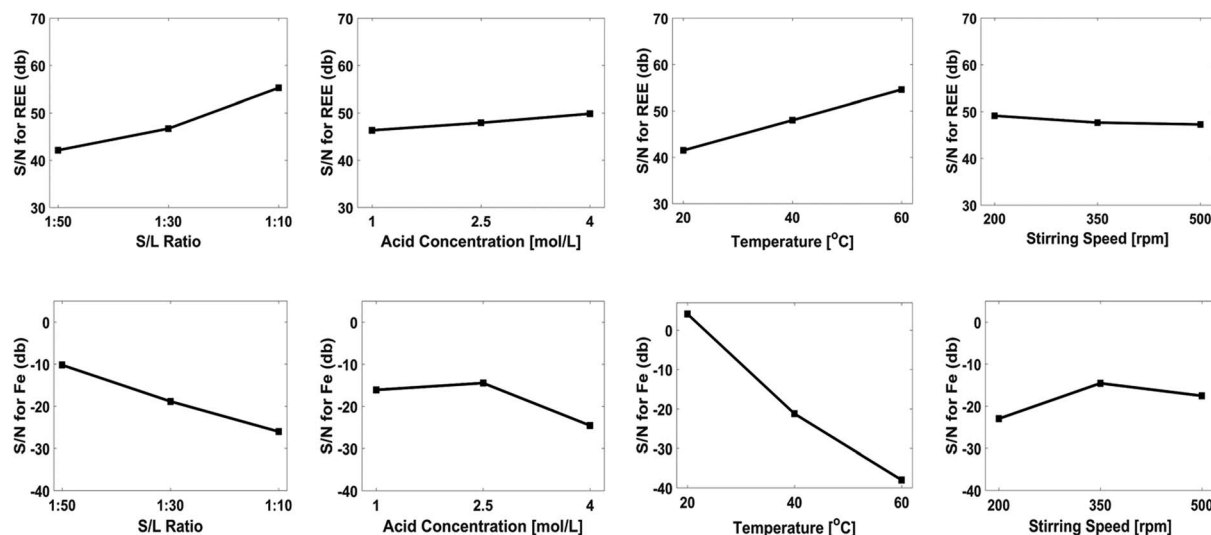 S/N for REE (db)
70
60
50
40
30
1:50 1:30 1:10
S/L Ratio
S/N for REE (db)
70
60
50
40
30
1 2.5 4
Acid Concentration [mol/L]
S/N for REE (db)
70
60
50
40
30
20 40 60
Temperature [°C]
S/N for REE (db)
70
60
50
40
30
200 350 500
Stirring Speed [rpm]
S/N for Fe (db)
0
-10
-20
-30
-40
1:50 1:30 1:10
S/L Ratio
S/N for Fe (db)
0
-10
-20
-30
-40
1 2.5 4
Acid Concentration [mol/L]
S/N for Fe (db)
0
-10
-20
-30
-40
20 40 60
Temperature [°C]
S/N for Fe (db)
0
-10
-20
-30
-40
200 350 500
Stirring Speed [rpm]